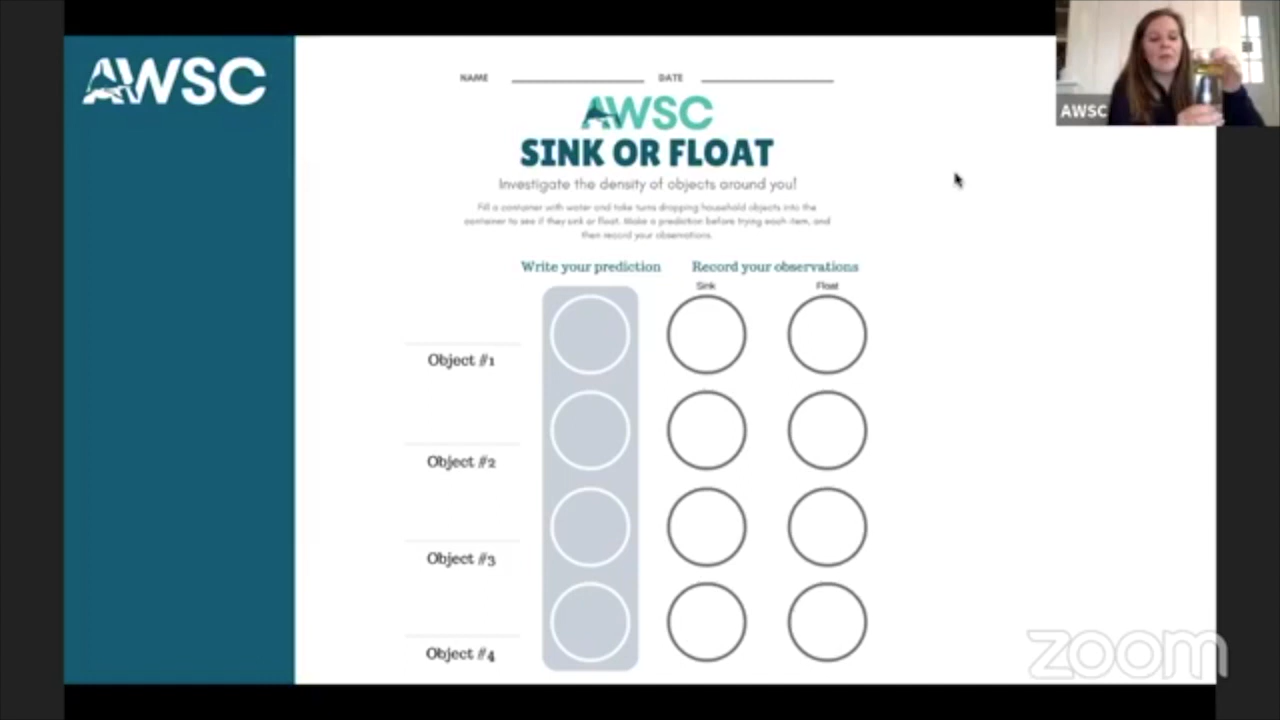 AWSC
AWSC
NAME DATE
AWSC
SINK OR FLOAT
Investigate the density of objects around you!
Fill a container with water and take turns dropping household objects into the
container to see if they sink or float. Make a prediction before trying each item, and
then record your observations.
Write your prediction Record your observations
Sink Float
Object #1
Object #2
Object #3
Object #4
zoom